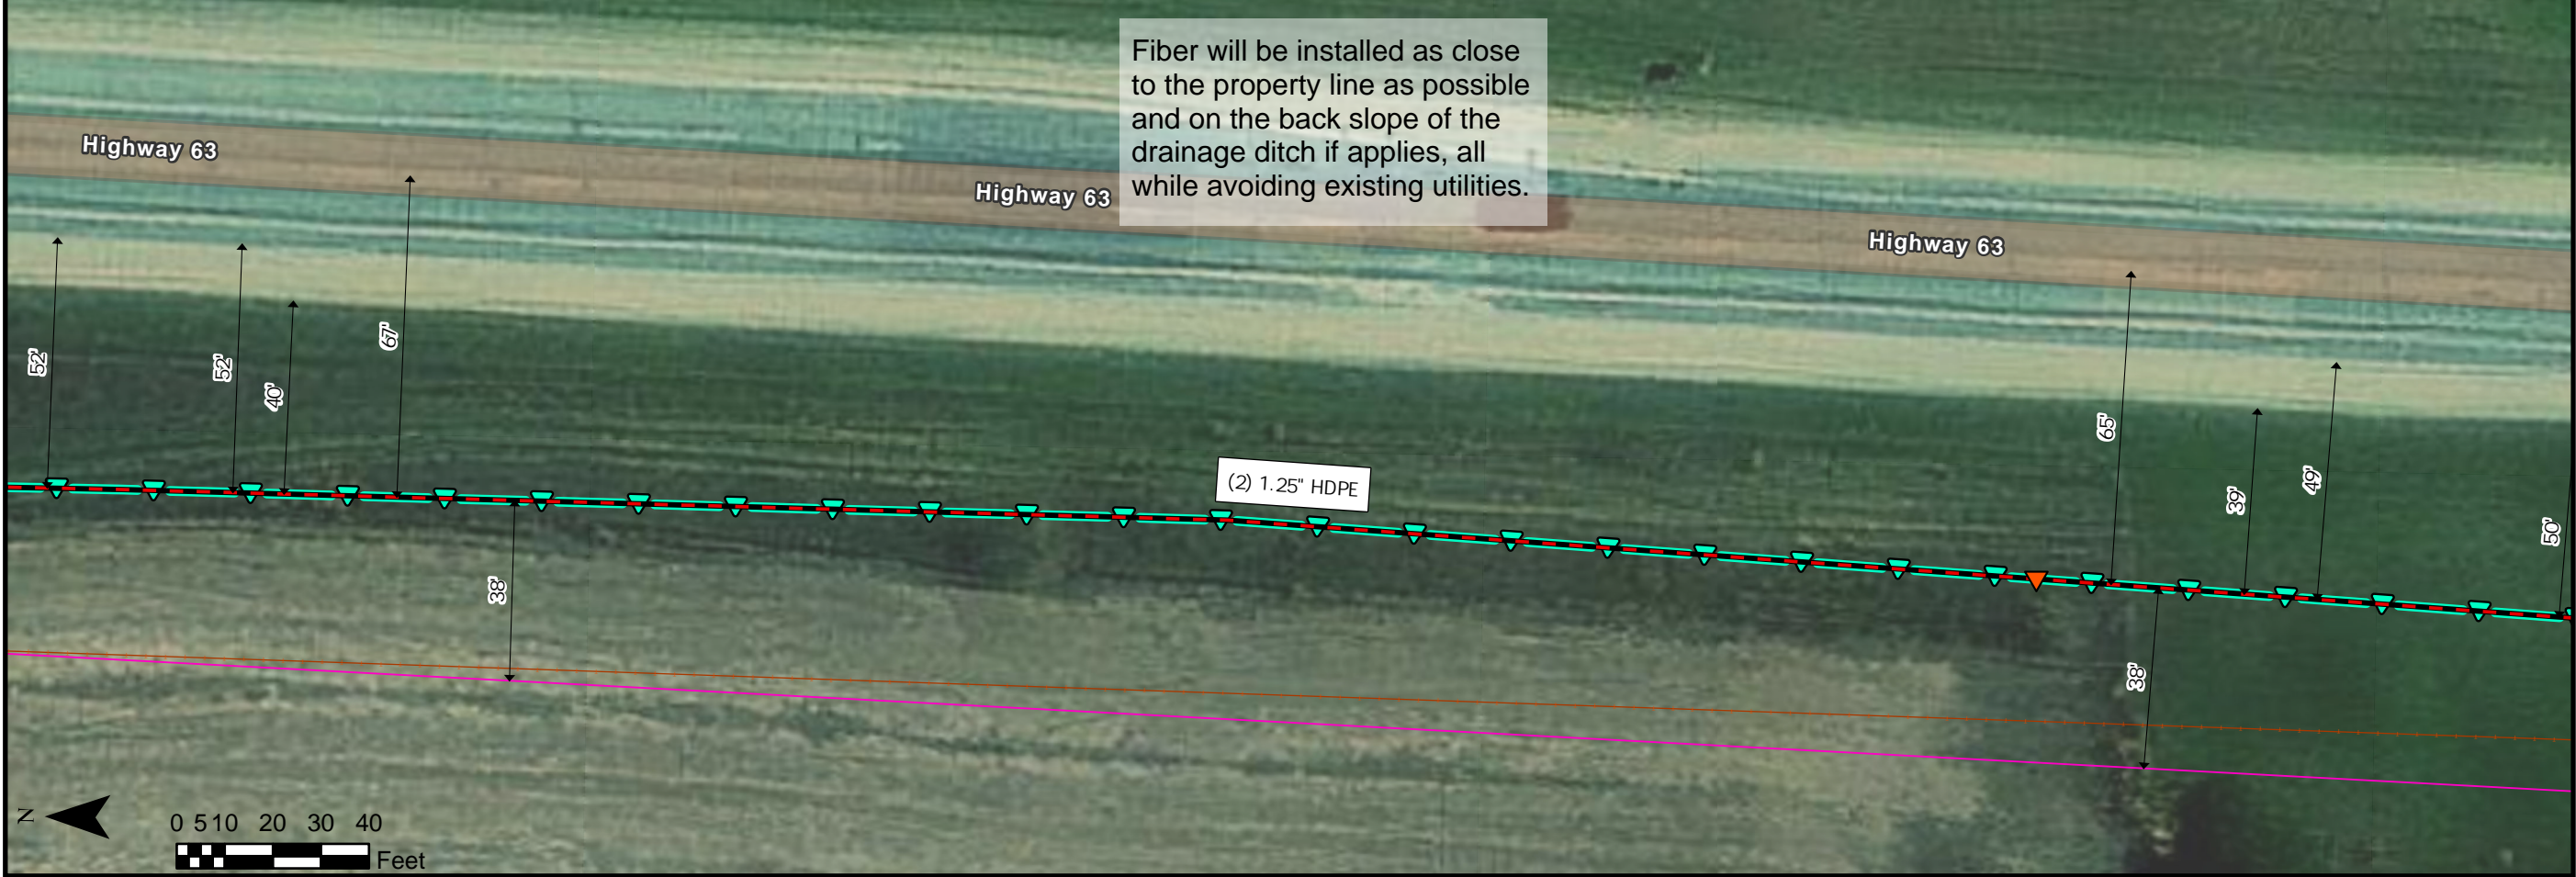 Fiber will be installed as close
to the property line as possible
and on the back slope of the
drainage ditch if applies, all
while avoiding existing utilities.
Highway 63
Highway 63
Highway 63
52'
52'
40'
67'
65'
39'
49'
50'
(2) 1.25" HDPE
38'
38'
N
0 5 10 20 30 40
Feet